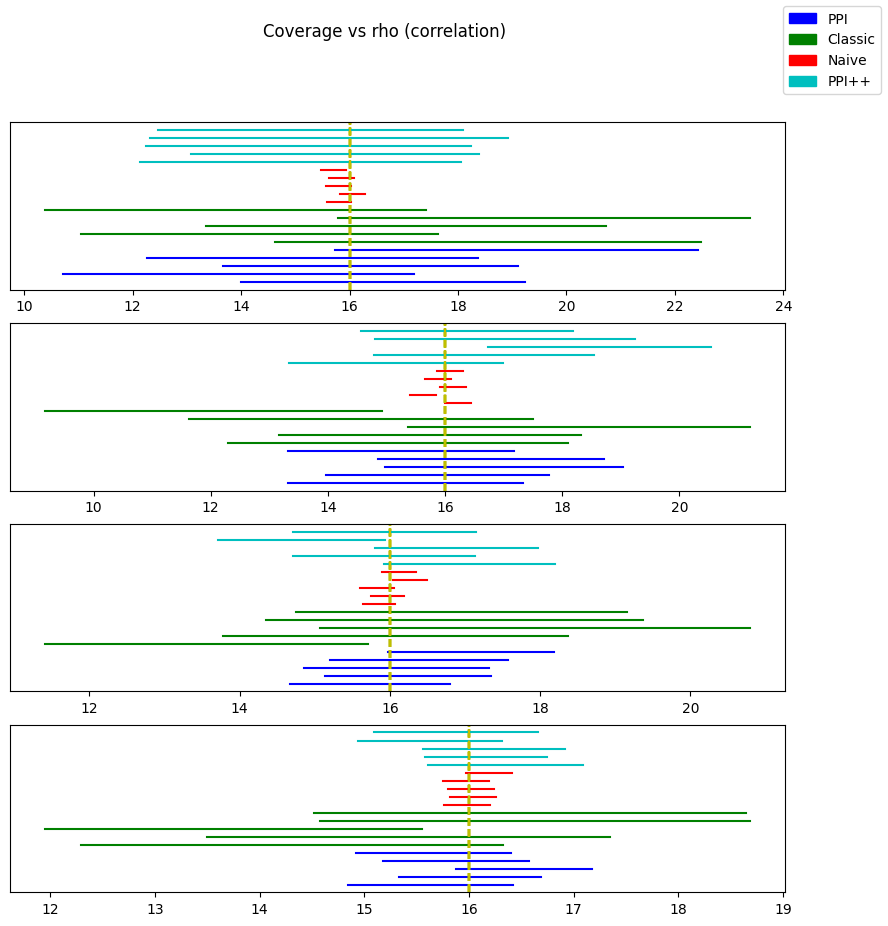 Coverage vs rho (correlation)
PPI
Classic
Naive
PPI++
10 12 14 16 18 20 22 24
10 12 14 16 18 20
12 14 16 18 20
12 13 14 15 16 17 18 19